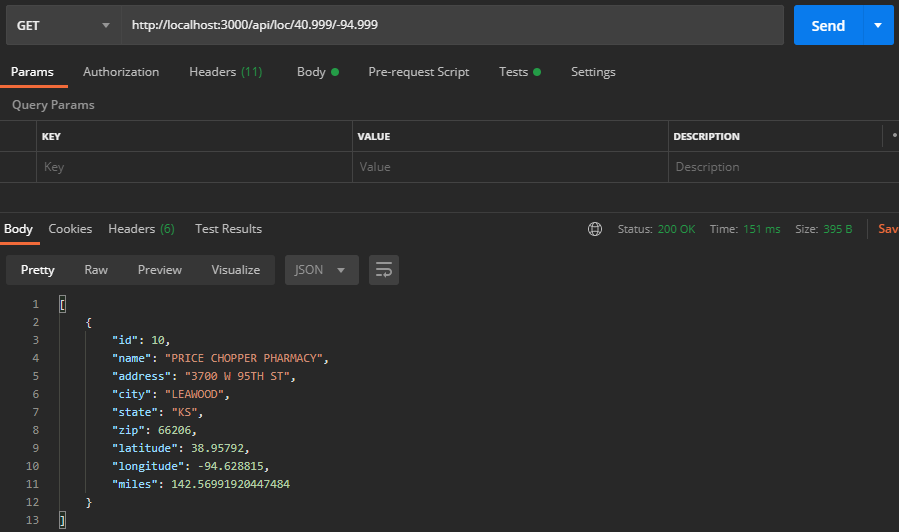 GET http://localhost:3000/api/loc/40.999/-94.999 Send
Params Authorization Headers (11) Body Pre-request Script Tests Settings
Query Params
KEY VALUE DESCRIPTION
Key Value Description
Body Cookies Headers (6) Test Results Status: 200 OK Time: 151 ms Size: 395 B Sav
Pretty Raw Preview Visualize JSON
1 [
2 {
3 "id": 10,
4 "name": "PRICE CHOPPER PHARMACY",
5 "address": "3700 W 95TH ST",
6 "city": "LEAWOOD",
7 "state": "KS",
8 "zip": 66206,
9 "latitude": 38.95792,
10 "longitude": -94.628815,
11 "miles": 142.56991920447484
12 }
13 ]